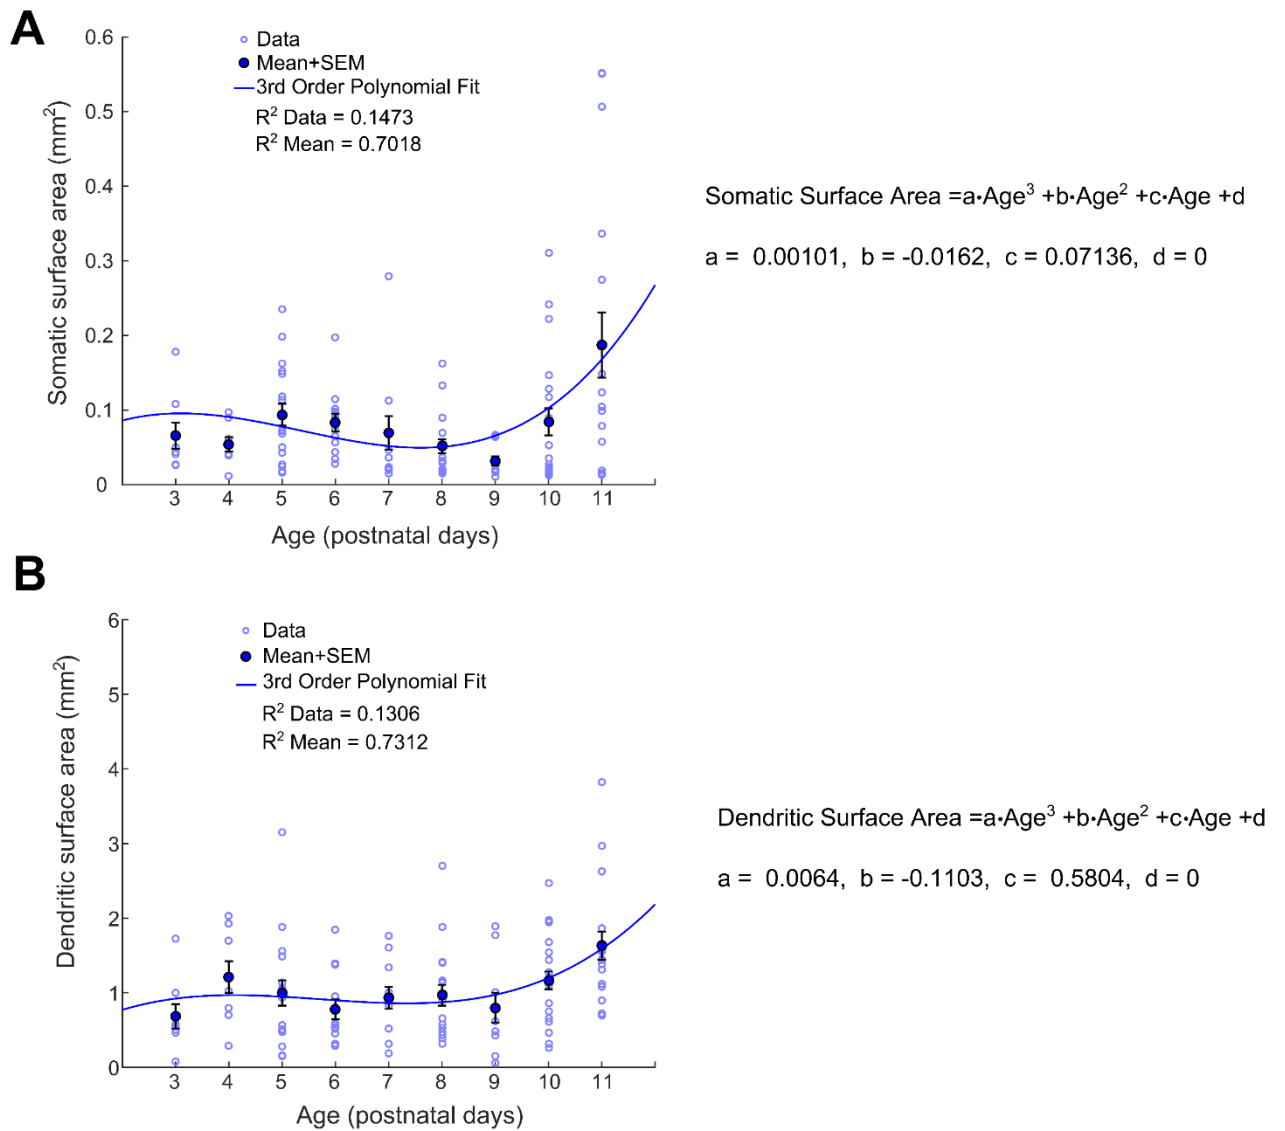 A
0.6
0.5
0.4
0.3
0.2
0.1
0
Somatic surface area (mm²)
Data
Mean+SEM
3rd Order Polynomial Fit
R² Data = 0.1473
R² Mean = 0.7018
3 4 5 6 7 8 9 10 11
Age (postnatal days)
Somatic Surface Area =a•Age³ +b•Age² +c•Age +d
a = 0.00101, b = -0.0162, c = 0.07136, d = 0
B
6
5
4
3
2
1
0
Dendritic surface area (mm²)
Data
Mean+SEM
3rd Order Polynomial Fit
R² Data = 0.1306
R² Mean = 0.7312
3 4 5 6 7 8 9 10 11
Age (postnatal days)
Dendritic Surface Area =a•Age³ +b•Age² +c•Age +d
a = 0.0064, b = -0.1103, c = 0.5804, d = 0